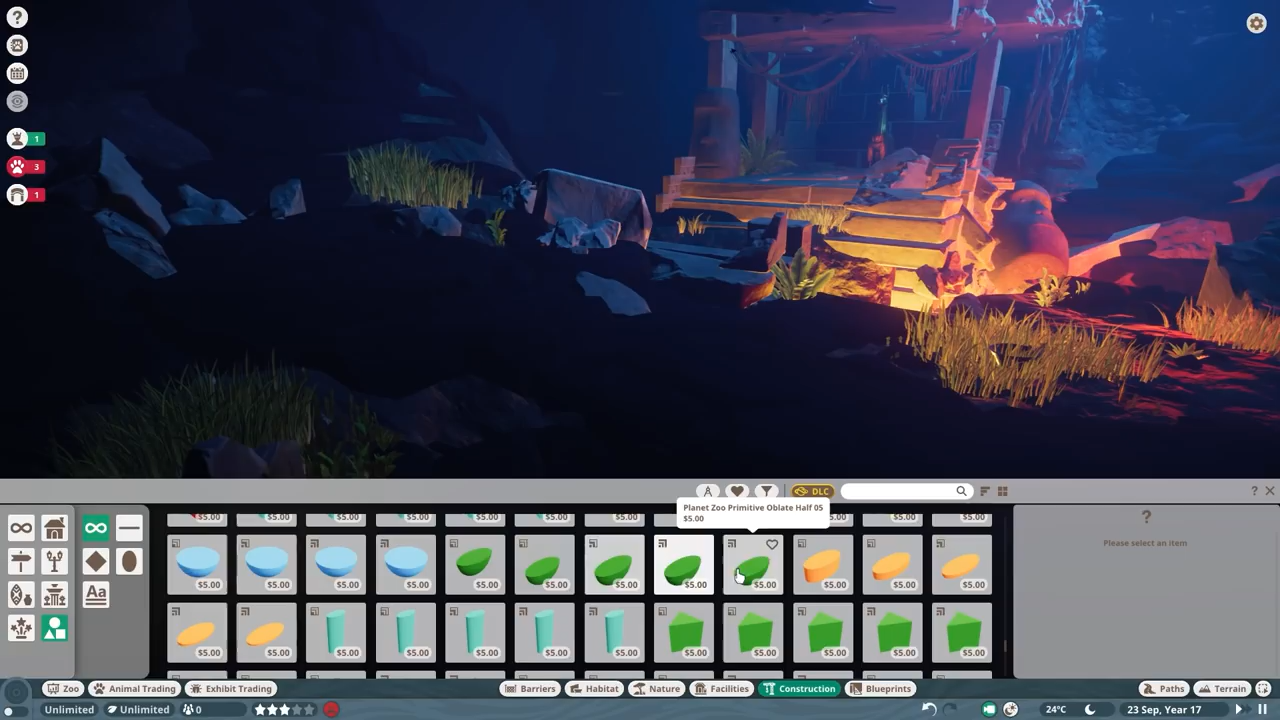 ?
1
3
1
DLC
?
Planet Zoo Primitive Oblate Half 05
$5.00
$5.00 $5.00 $5.00 $5.00 $5.00 $5.00 $5.00 $5.00 $5.00 $5.00
?
Please select an item
Aa
$5.00 $5.00 $5.00 $5.00 $5.00 $5.00 $5.00 $5.00 $5.00 $5.00 $5.00 $5.00
$5.00 $5.00 $5.00 $5.00 $5.00 $5.00 $5.00 $5.00 $5.00 $5.00 $5.00 $5.00
Zoo Animal Trading Exhibit Trading Barriers Habitat Nature Facilities Construction Blueprints Paths Terrain
Unlimited Unlimited 0 24°C 23 Sep, Year 17